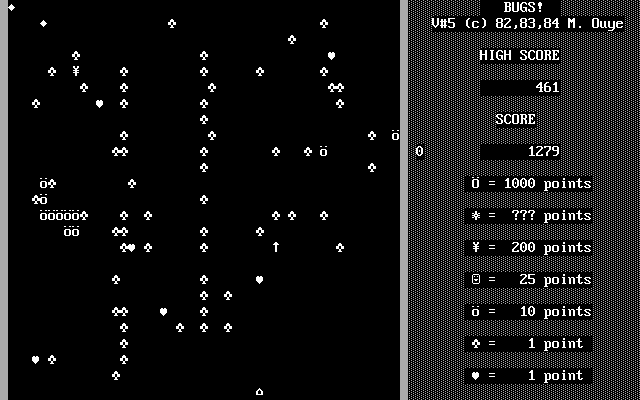 BUGS!
V#5 (c) 82,83,84 M. Ouye
HIGH SCORE
461
SCORE
0 1279
ö = 1000 points
* = ??? points
¥ = 200 points
☺ = 25 points
ö = 10 points
♣ = 1 point
♥ = 1 point